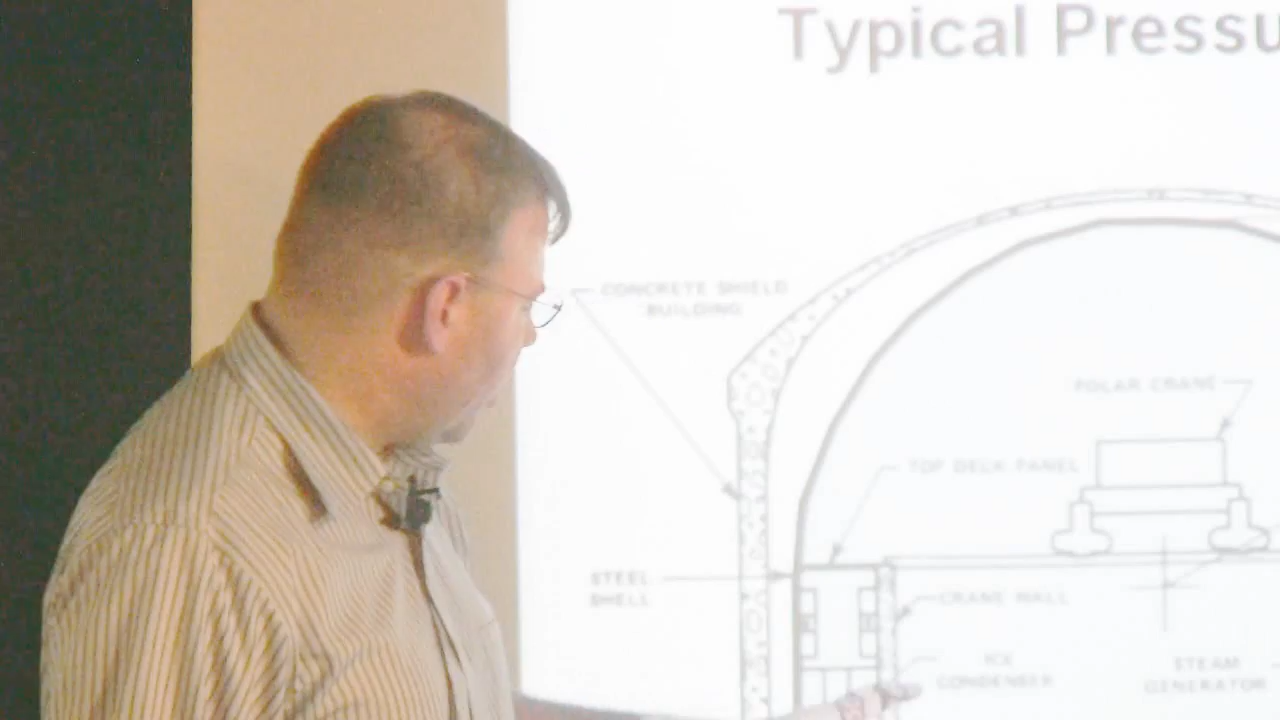 Typical Pressu
CONCRETE SHIELD
BUILDING
POLAR CRANE
TOP DECK PANEL
STEEL
SHELL
CRANE WALL
ICE
CONDENSER
STEAM
GENERATOR